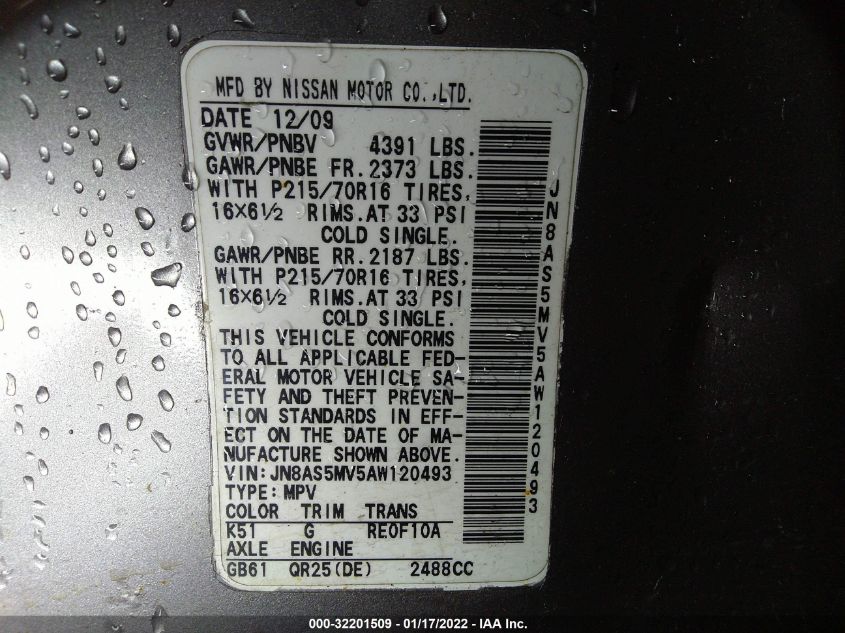 MFD BY NISSAN MOTOR CO.,LTD.
DATE 12/09
GVWR/PNBV 4391 LBS.
GAWR/PNBE FR.2373 LBS.
WITH P215/70R16 TIRES,
16×6½ RIMS.AT 33 PSI
COLD SINGLE.
GAWR/PNBE RR.2187 LBS.
WITH P215/70R16 TIRES,
16×6½ RIMS.AT 33 PSI
COLD SINGLE.
THIS VEHICLE CONFORMS
TO ALL APPLICABLE FED-
ERAL MOTOR VEHICLE SA-
FETY AND THEFT PREVEN-
TION STANDARDS IN EFF-
ECT ON THE DATE OF MA-
NUFACTURE SHOWN ABOVE.
VIN:JN8AS5MV5AW120493
TYPE:MPV
COLOR TRIM TRANS
K51 G RE0F10A
AXLE ENGINE
GB61 QR25(DE) 2488CC
JN8AS5MV5AW120493
000-32201509 - 01/17/2022 - IAA Inc.